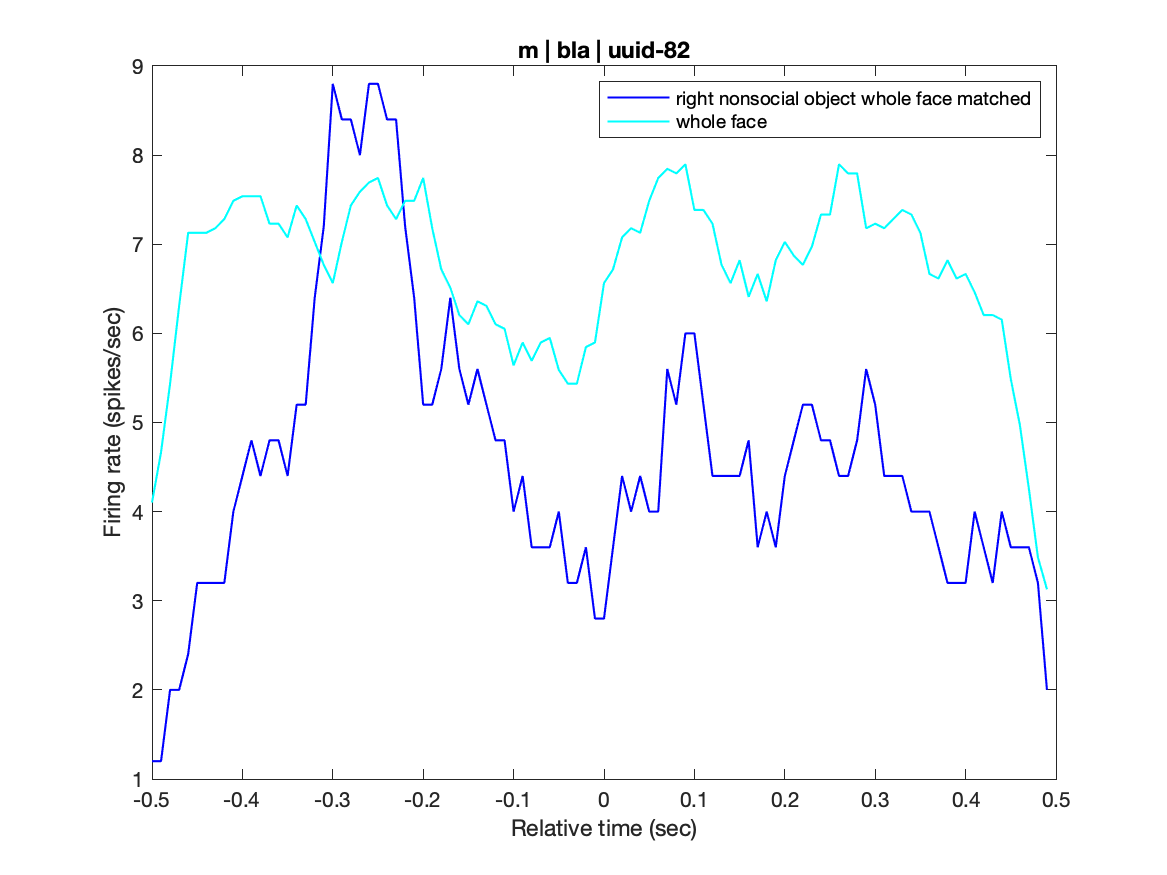 m | bla | uuid-82
right nonsocial object whole face matched
whole face
Firing rate (spikes/sec)
9
8
7
6
5
4
3
2
1
-0.5 -0.4 -0.3 -0.2 -0.1 0 0.1 0.2 0.3 0.4 0.5
Relative time (sec)